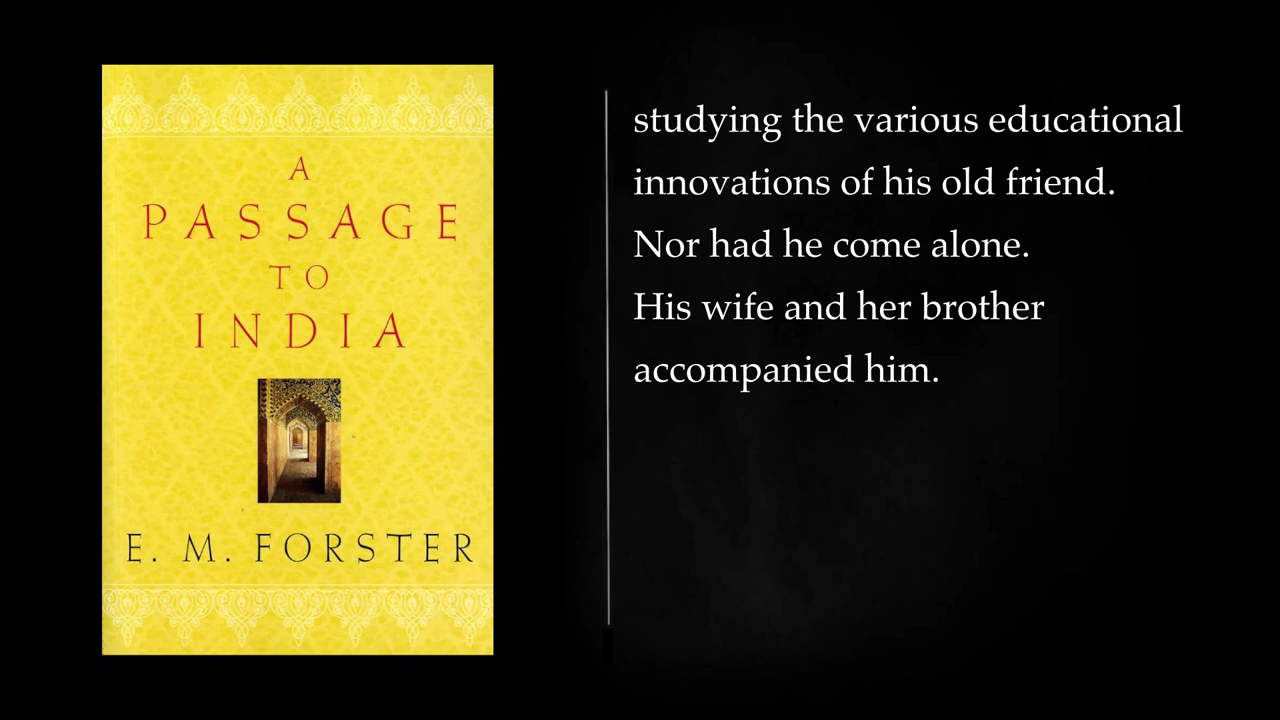 A
PASSAGE
TO
INDIA
E. M. FORSTER
studying the various educational
innovations of his old friend.
Nor had he come alone.
His wife and her brother
accompanied him.